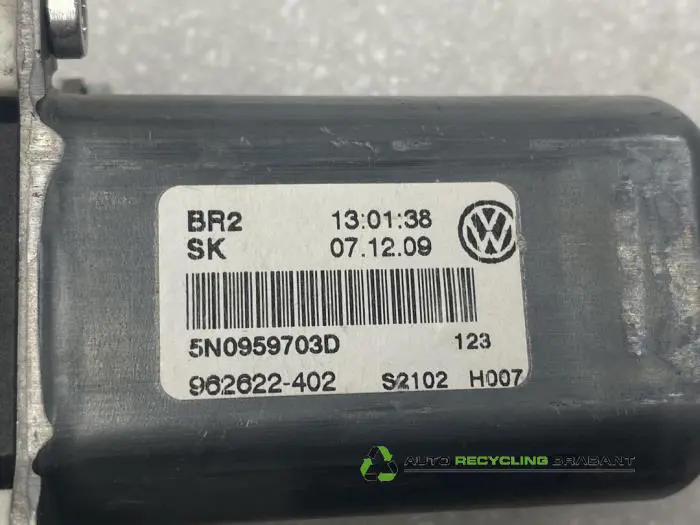 BR2 13:01:38
SK 07.12.09
5N0959703D 123
962622-402 S2102 H007
AUTO RECYCLING BRABANT